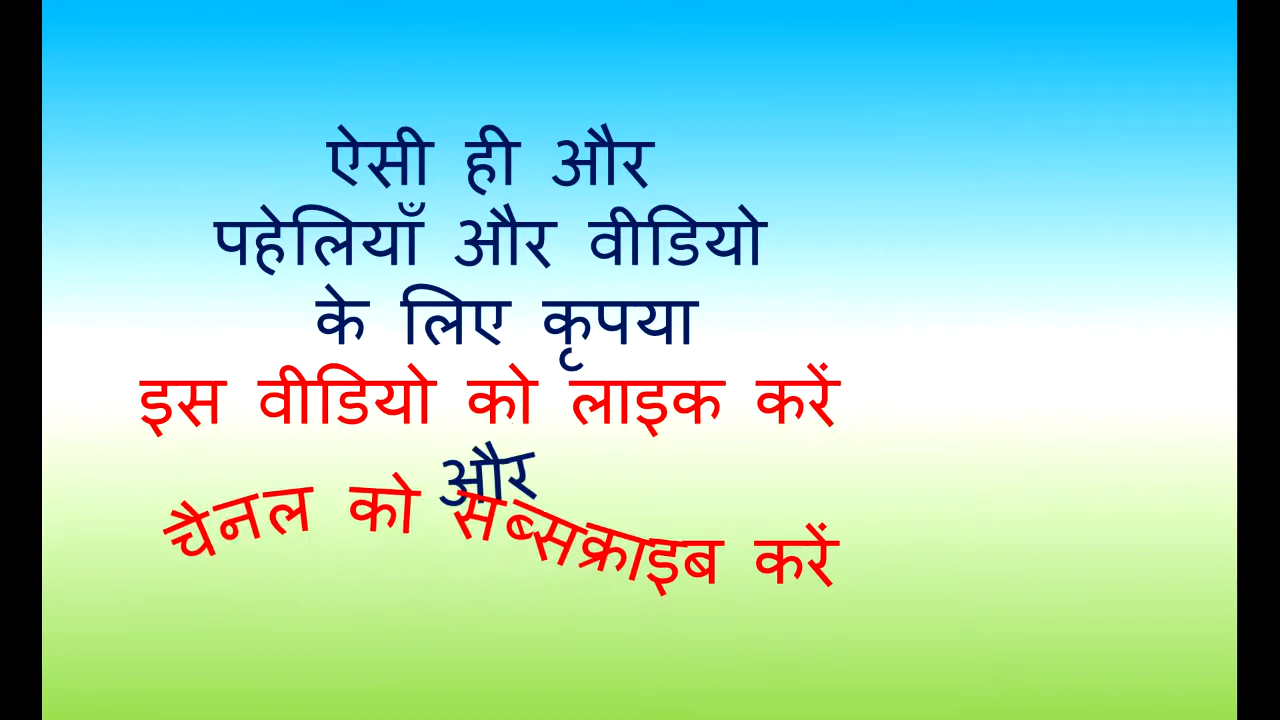 ऐसी ही और
पहेलियाँ और वीडियो
के लिए कृपया
इस वीडियो को लाइक करें
और
चैनल को सब्सक्राइब करें